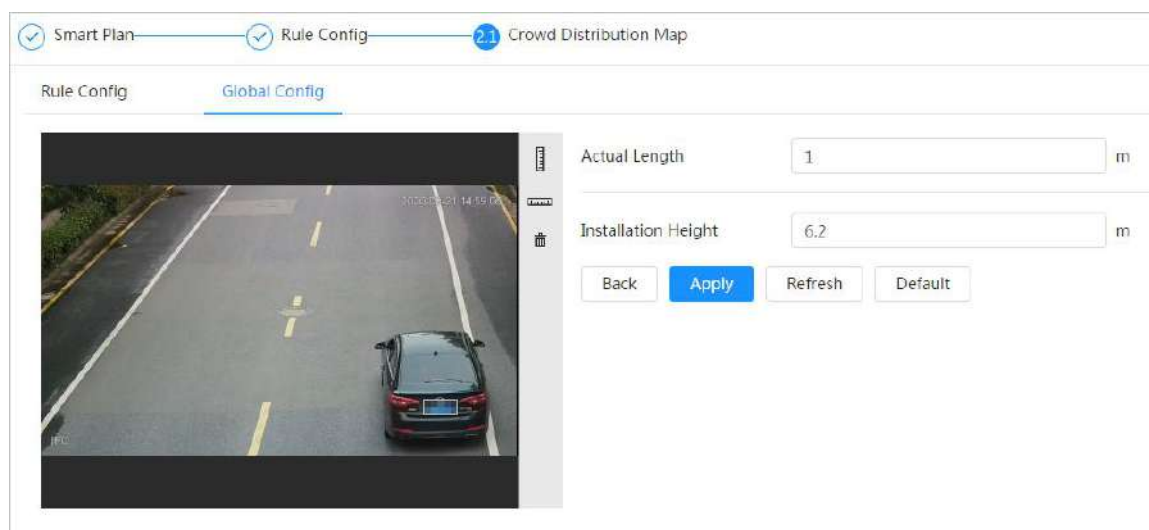 Smart Plan
Rule Config
2.1 Crowd Distribution Map
Rule Config
Global Config
Actual Length
1
m
Installation Height
6.2
m
Back
Apply
Refresh
Default
IPC